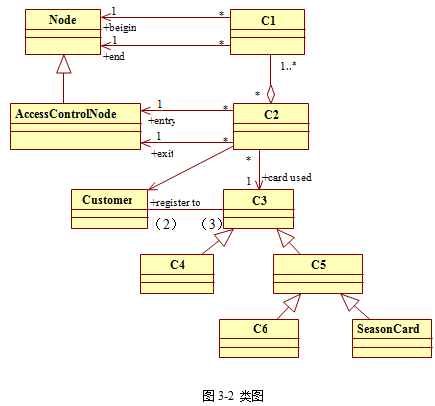 Node
C1
1
*
+beigin
1
*
+end
1..*
*
AccessControlNode
C2
1
*
+entry
1
*
+exit
*
1
+card used
Customer
+register to
C3
（2）
（3）
C4
C5
C6
SeasonCard
图 3-2 类图